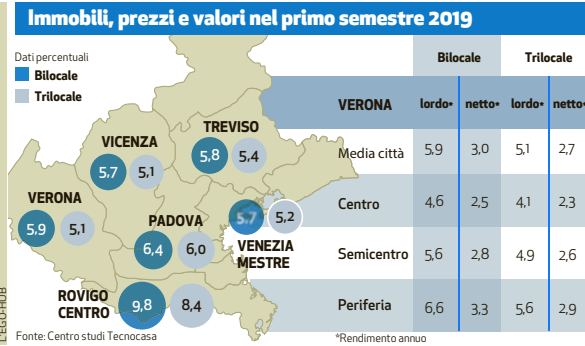 Immobili, prezzi e valori nel primo semestre 2019
Dati percentuali
Bilocale
Trilocale
VICENZA
5,7 5,1
TREVISO
5,8 5,4
VERONA
5,9 5,1
PADOVA
6,4 6,0
5,7 5,2
VENEZIA
MESTRE
ROVIGO
CENTRO
9,8 8,4
Bilocale Trilocale
VERONA lordo* netto* lordo* netto*
Media città 5,9 3,0 5,1 2,7
Centro 4,6 2,5 4,1 2,3
Semicentro 5,6 2,8 4,9 2,6
Periferia 6,6 3,3 5,6 2,9
Fonte: Centro studi Tecnocasa
*Rendimento annuo
L'EGO-HUB